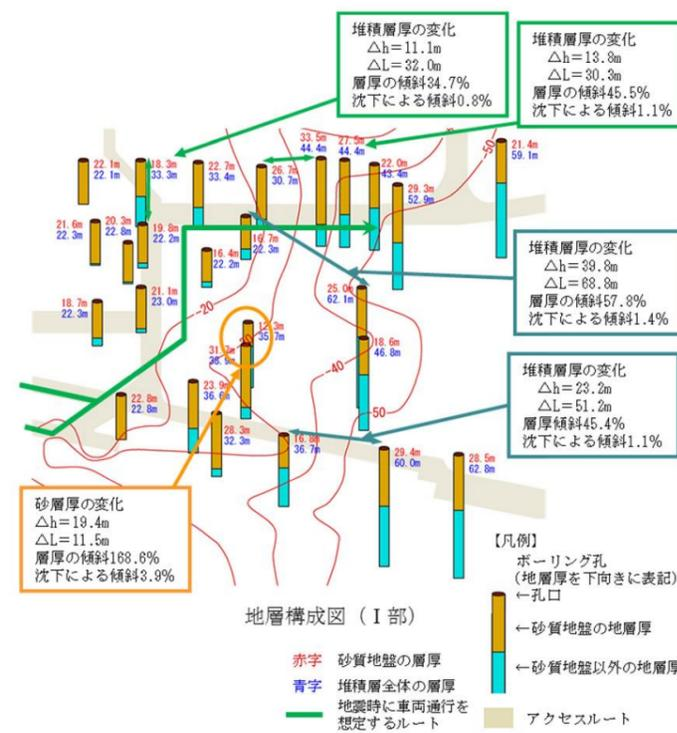 堆積層厚の変化
△h＝11.1m
△L＝32.0m
層厚の傾斜34.7%
沈下による傾斜0.8%
堆積層厚の変化
△h＝13.8m
△L＝30.3m
層厚の傾斜45.5%
沈下による傾斜1.1%
22.1m
22.1m
18.3m
33.3m
22.7m
33.4m
26.7m
30.7m
33.5m
44.4m
27.5m
44.4m
22.0m
43.4m
29.3m
52.9m
-50
21.4m
59.1m
21.6m
22.3m
20.3m
22.8m
19.8m
22.2m
16.4m
22.2m
16.7m
22.3m
堆積層厚の変化
△h＝39.8m
△L＝68.8m
層厚の傾斜57.8%
沈下による傾斜1.4%
18.7m
22.3m
21.1m
23.0m
-20
25.0m
62.1m
18.6m
46.8m
-40
50
22.8m
22.8m
23.9m
36.6m
28.3m
32.3m
16.8m
36.7m
29.4m
60.0m
28.5m
62.8m
堆積層厚の変化
△h＝23.2m
△L＝51.2m
層厚傾斜45.4%
沈下による傾斜1.1%
砂層厚の変化
△h＝19.4m
△L＝11.5m
層厚の傾斜168.6%
沈下による傾斜3.9%
【凡例】
ボーリング孔
(地層厚を下向きに表記)
←孔口
←砂質地盤の地層厚
←砂質地盤以外の地層厚
地層構成図（Ⅰ部）
赤字 砂質地盤の層厚
青字 堆積層全体の層厚
地震時に車両通行を
想定するルート
アクセスルート